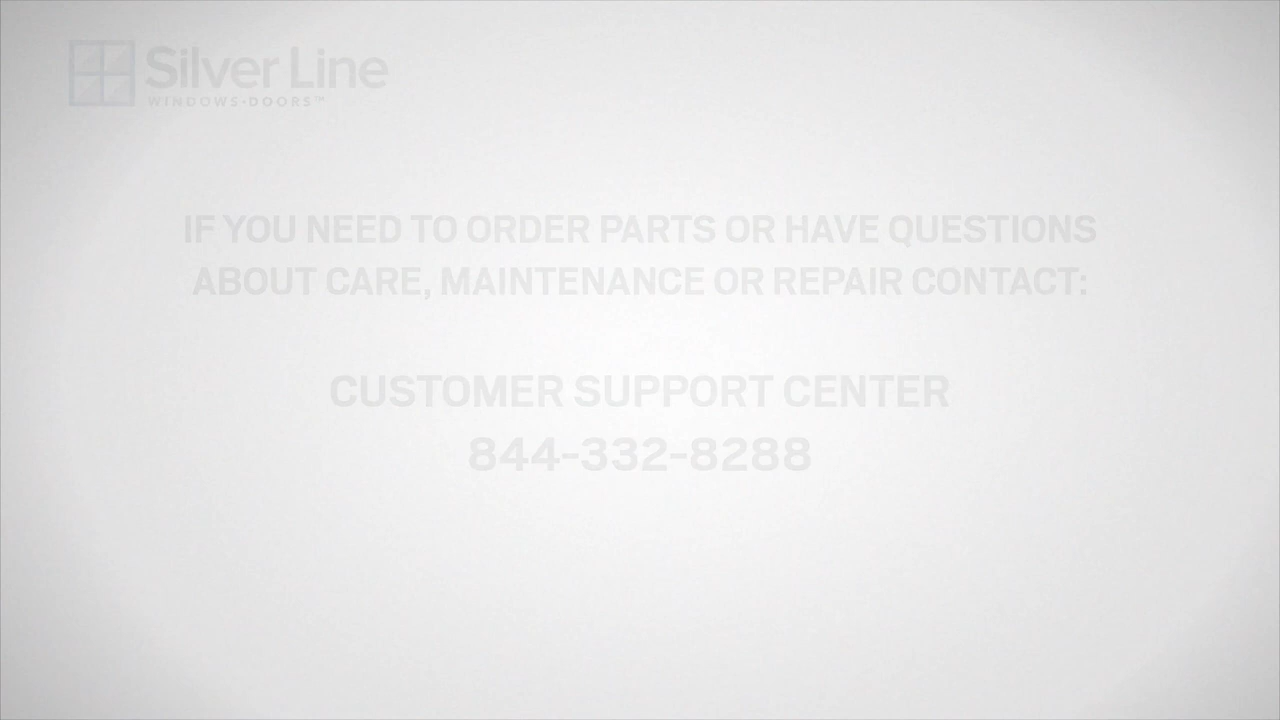 Silver Line
WINDOWS•DOORS™
IF YOU NEED TO ORDER PARTS OR HAVE QUESTIONS
ABOUT CARE, MAINTENANCE OR REPAIR CONTACT:
CUSTOMER SUPPORT CENTER
844-332-8288